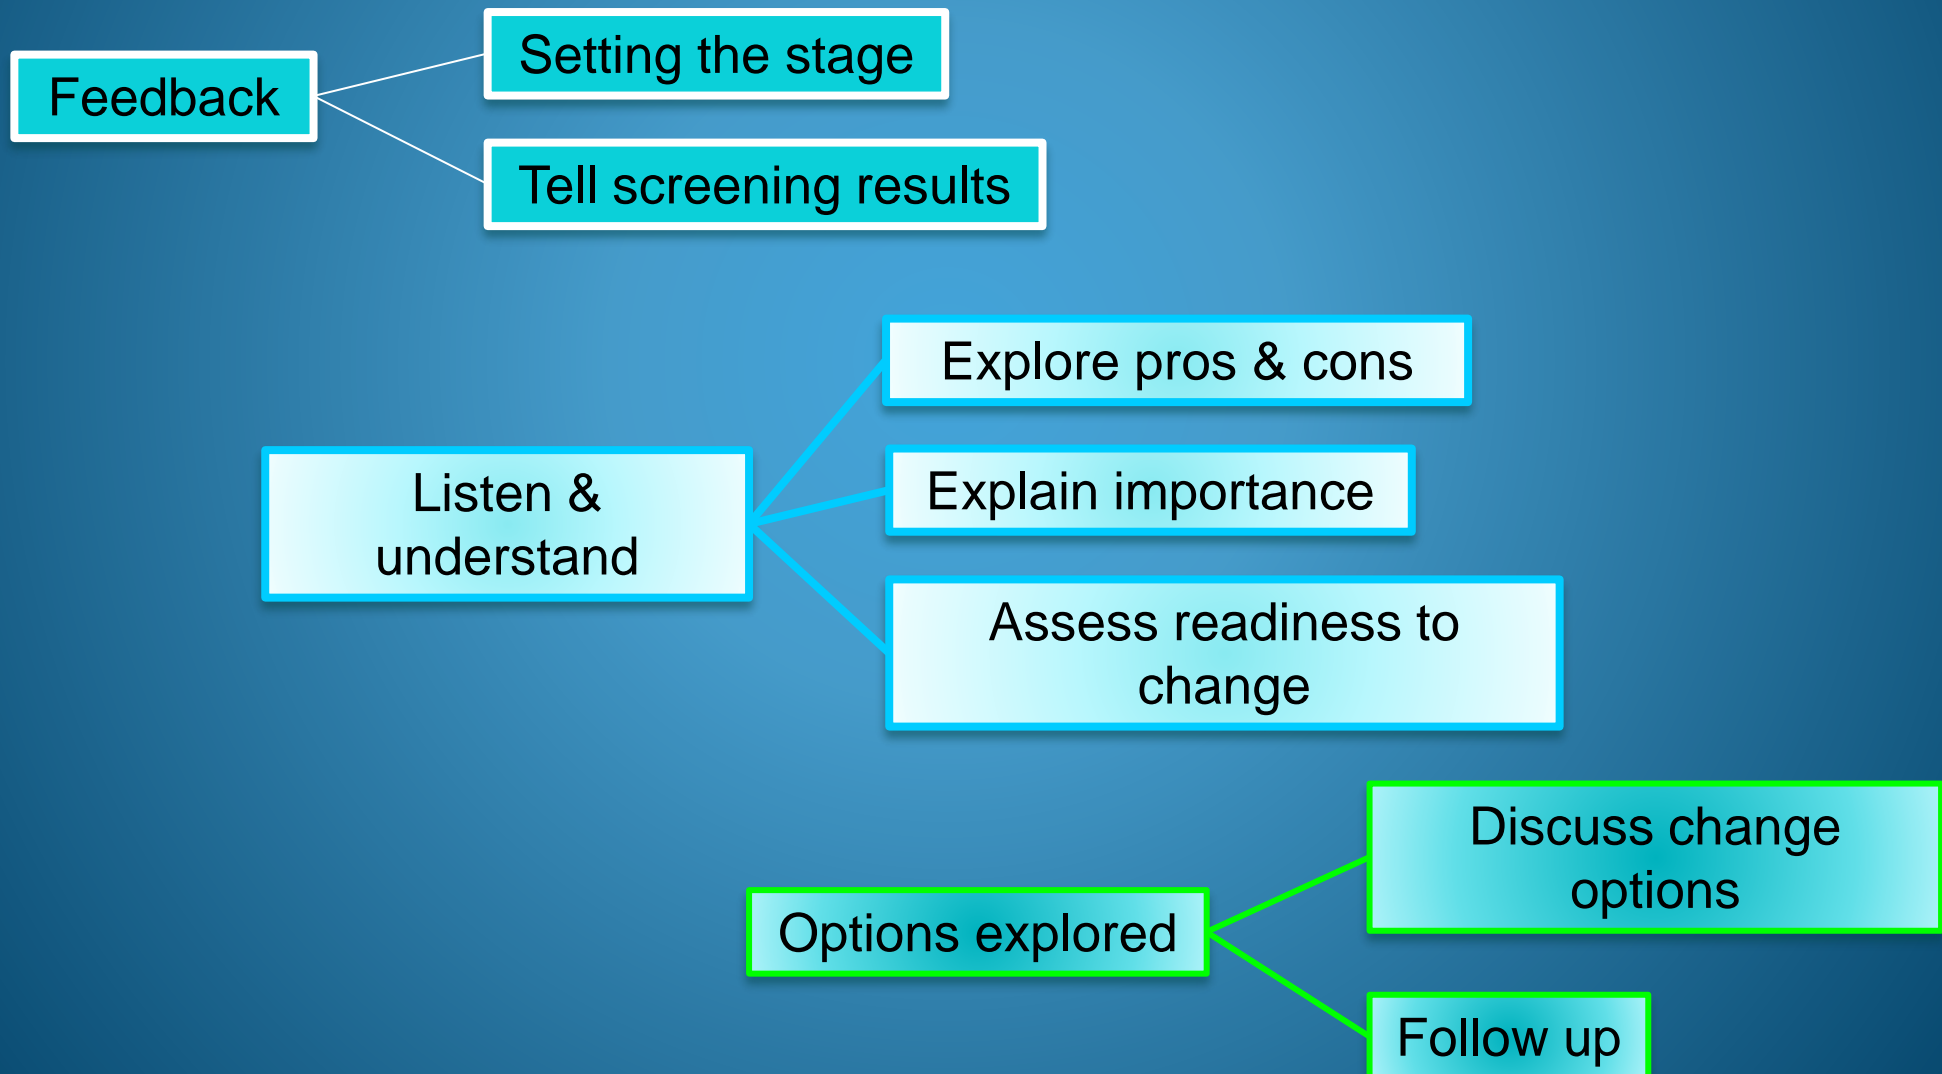 Feedback
Setting the stage
Tell screening results
Listen &
understand
Explore pros & cons
Explain importance
Assess readiness to
change
Options explored
Discuss change
options
Follow up